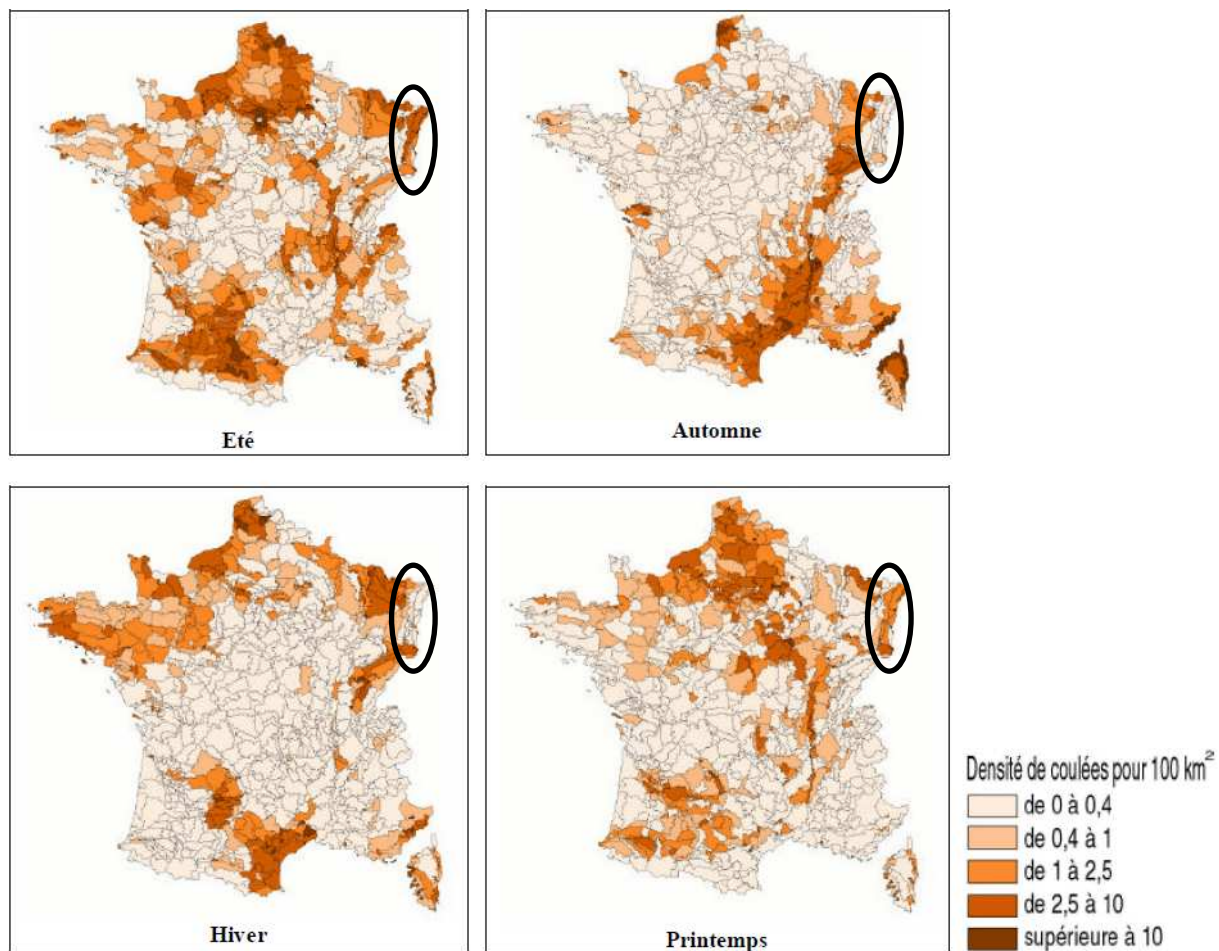 Eté
Automne
Hiver
Printemps
Densité de coulées pour 100 km²
de 0 à 0,4
de 0,4 à 1
de 1 à 2,5
de 2,5 à 10
supérieure à 10